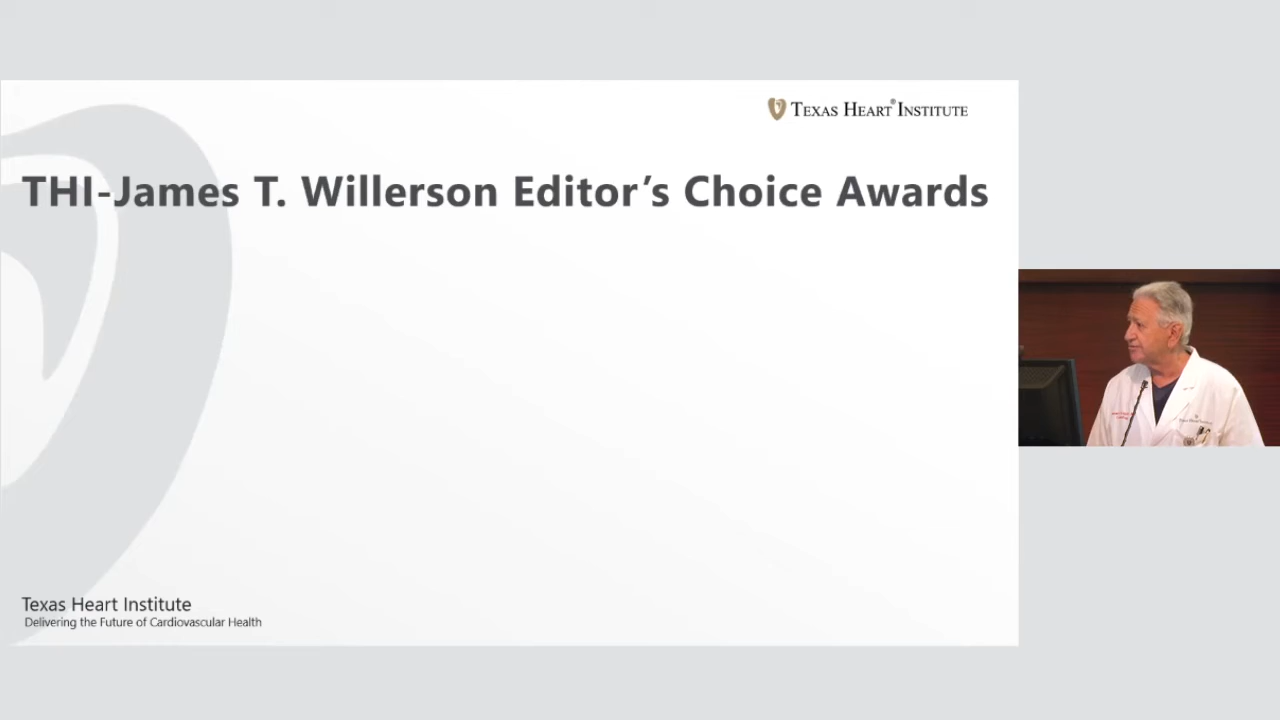 TEXAS HEART® INSTITUTE
THI-James T. Willerson Editor’s Choice Awards
Texas Heart Institute
Delivering the Future of Cardiovascular Health